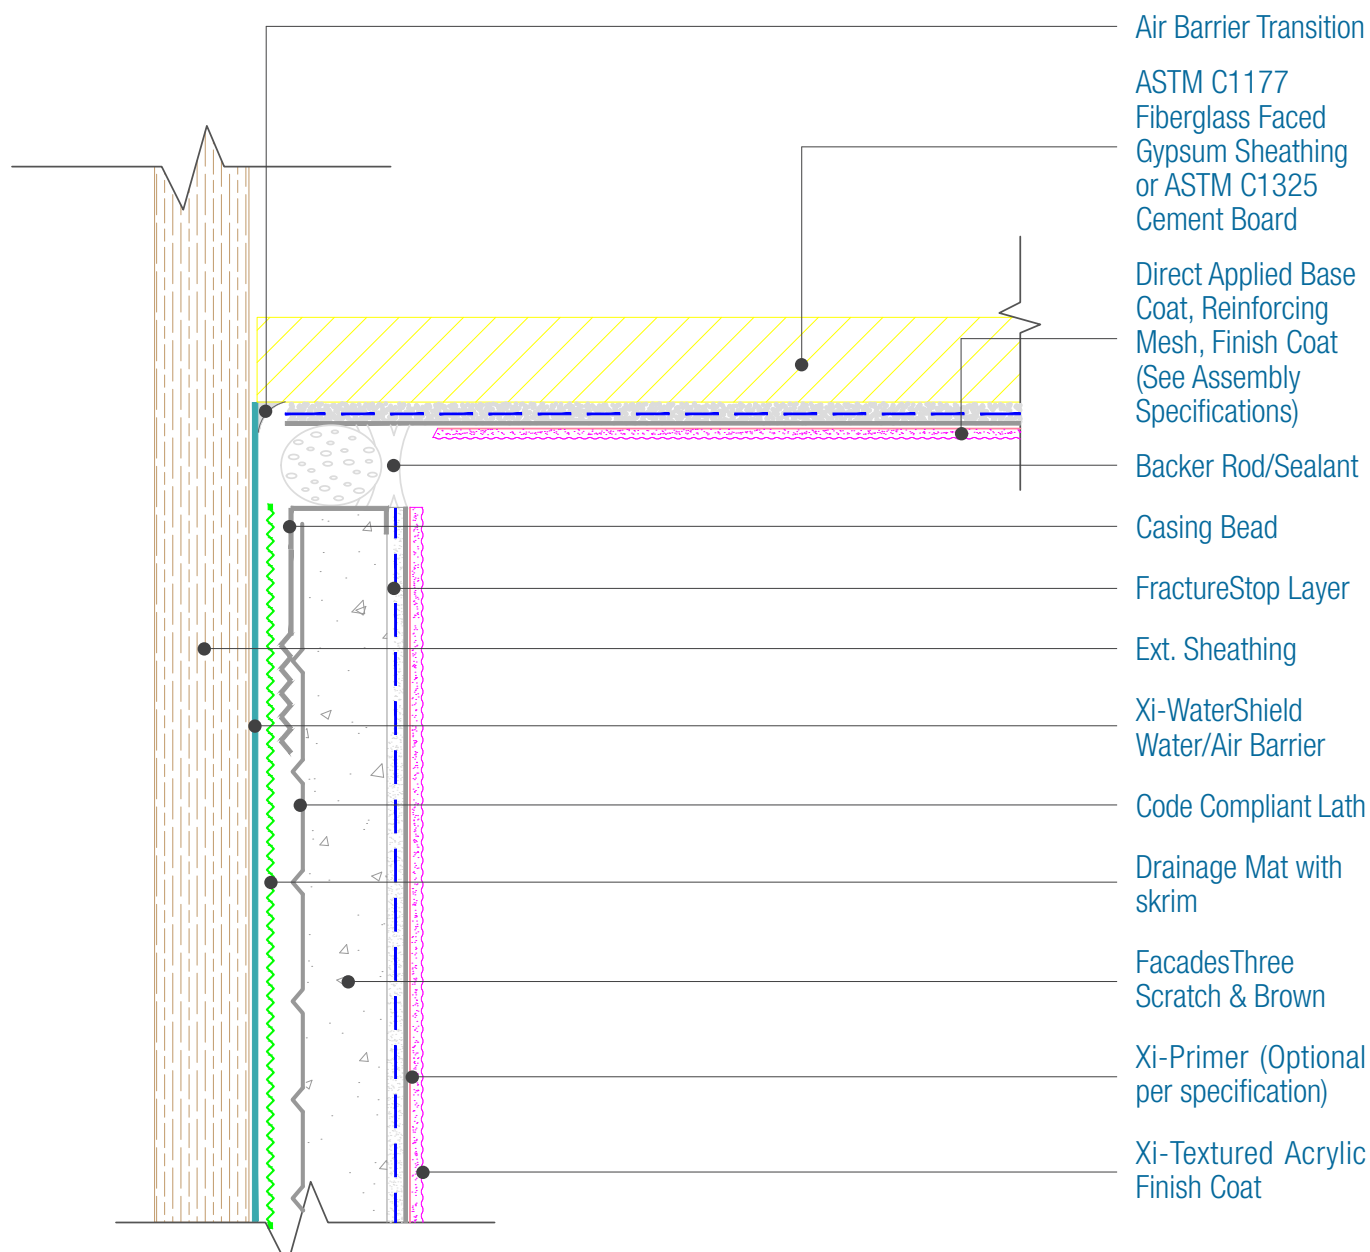 Air Barrier Transition
ASTM C1177
Fiberglass Faced
Gypsum Sheathing
or ASTM C1325
Cement Board
Direct Applied Base
Coat, Reinforcing
Mesh, Finish Coat
(See Assembly
Specifications)
Backer Rod/Sealant
Casing Bead
FractureStop Layer
Ext. Sheathing
Xi-WaterShield
Water/Air Barrier
Code Compliant Lath
Drainage Mat with
skrim
FacadesThree
Scratch & Brown
Xi-Primer (Optional
per specification)
Xi-Textured Acrylic
Finish Coat